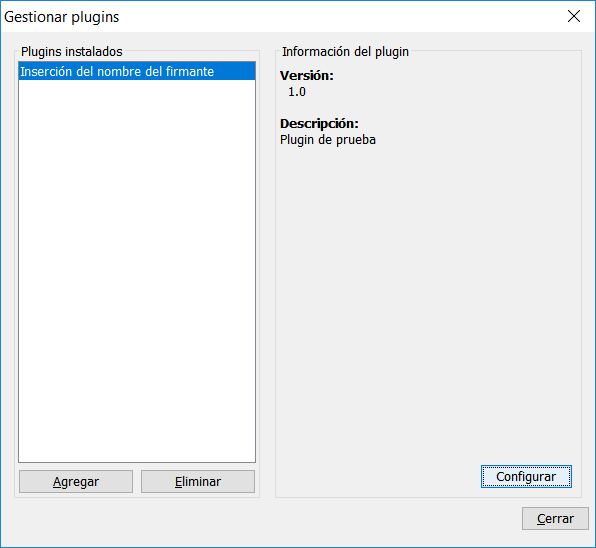 Gestionar plugins
Plugins instalados
Inserción del nombre del firmante
Agregar
Eliminar
Información del plugin
Versión:
1.0
Descripción:
Plugin de prueba
Configurar
Cerrar